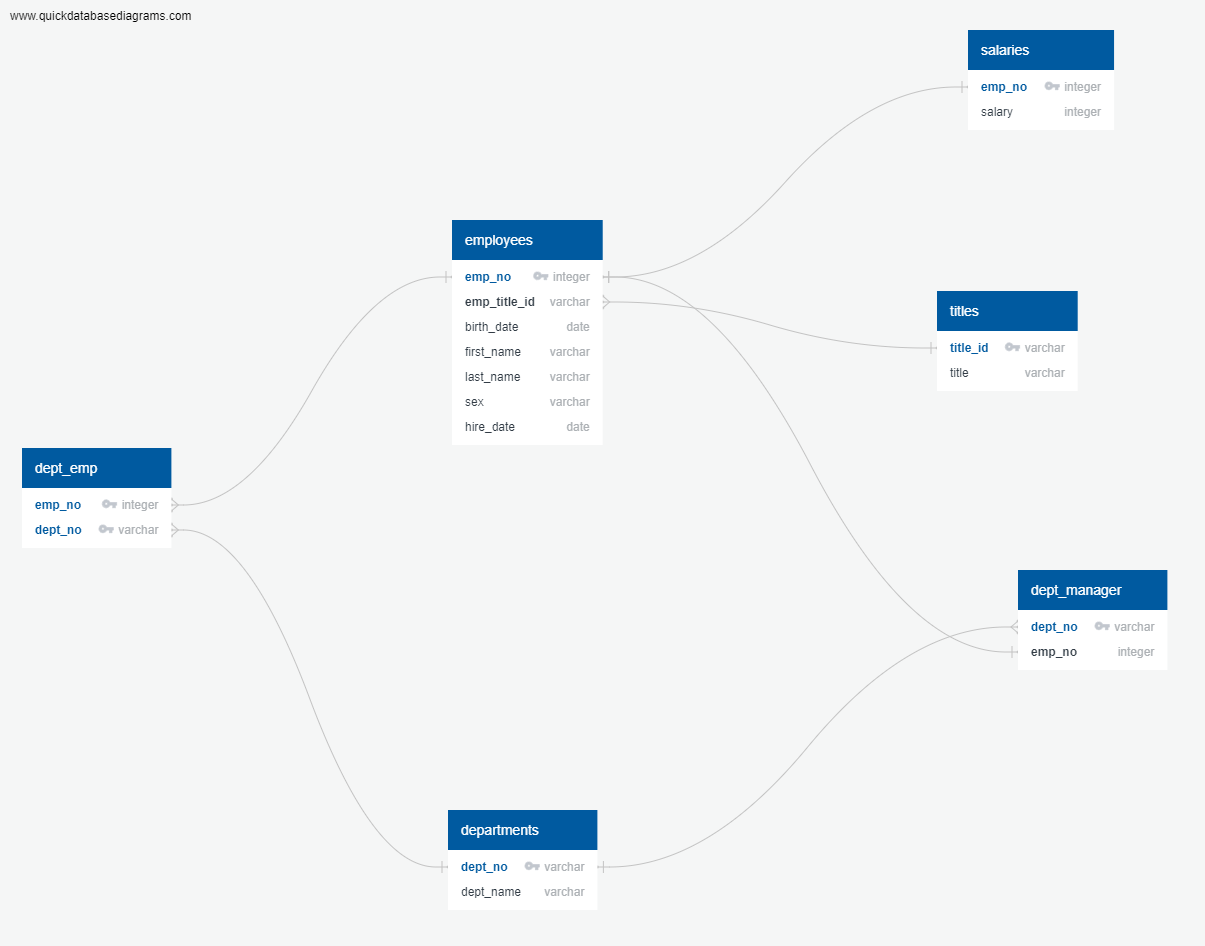 www.quickdatabasediagrams.com
salaries
emp_no integer
salary integer
employees
emp_no integer
emp_title_id varchar
birth_date date
first_name varchar
last_name varchar
sex varchar
hire_date date
titles
title_id varchar
title varchar
dept_emp
emp_no integer
dept_no varchar
dept_manager
dept_no varchar
emp_no integer
departments
dept_no varchar
dept_name varchar